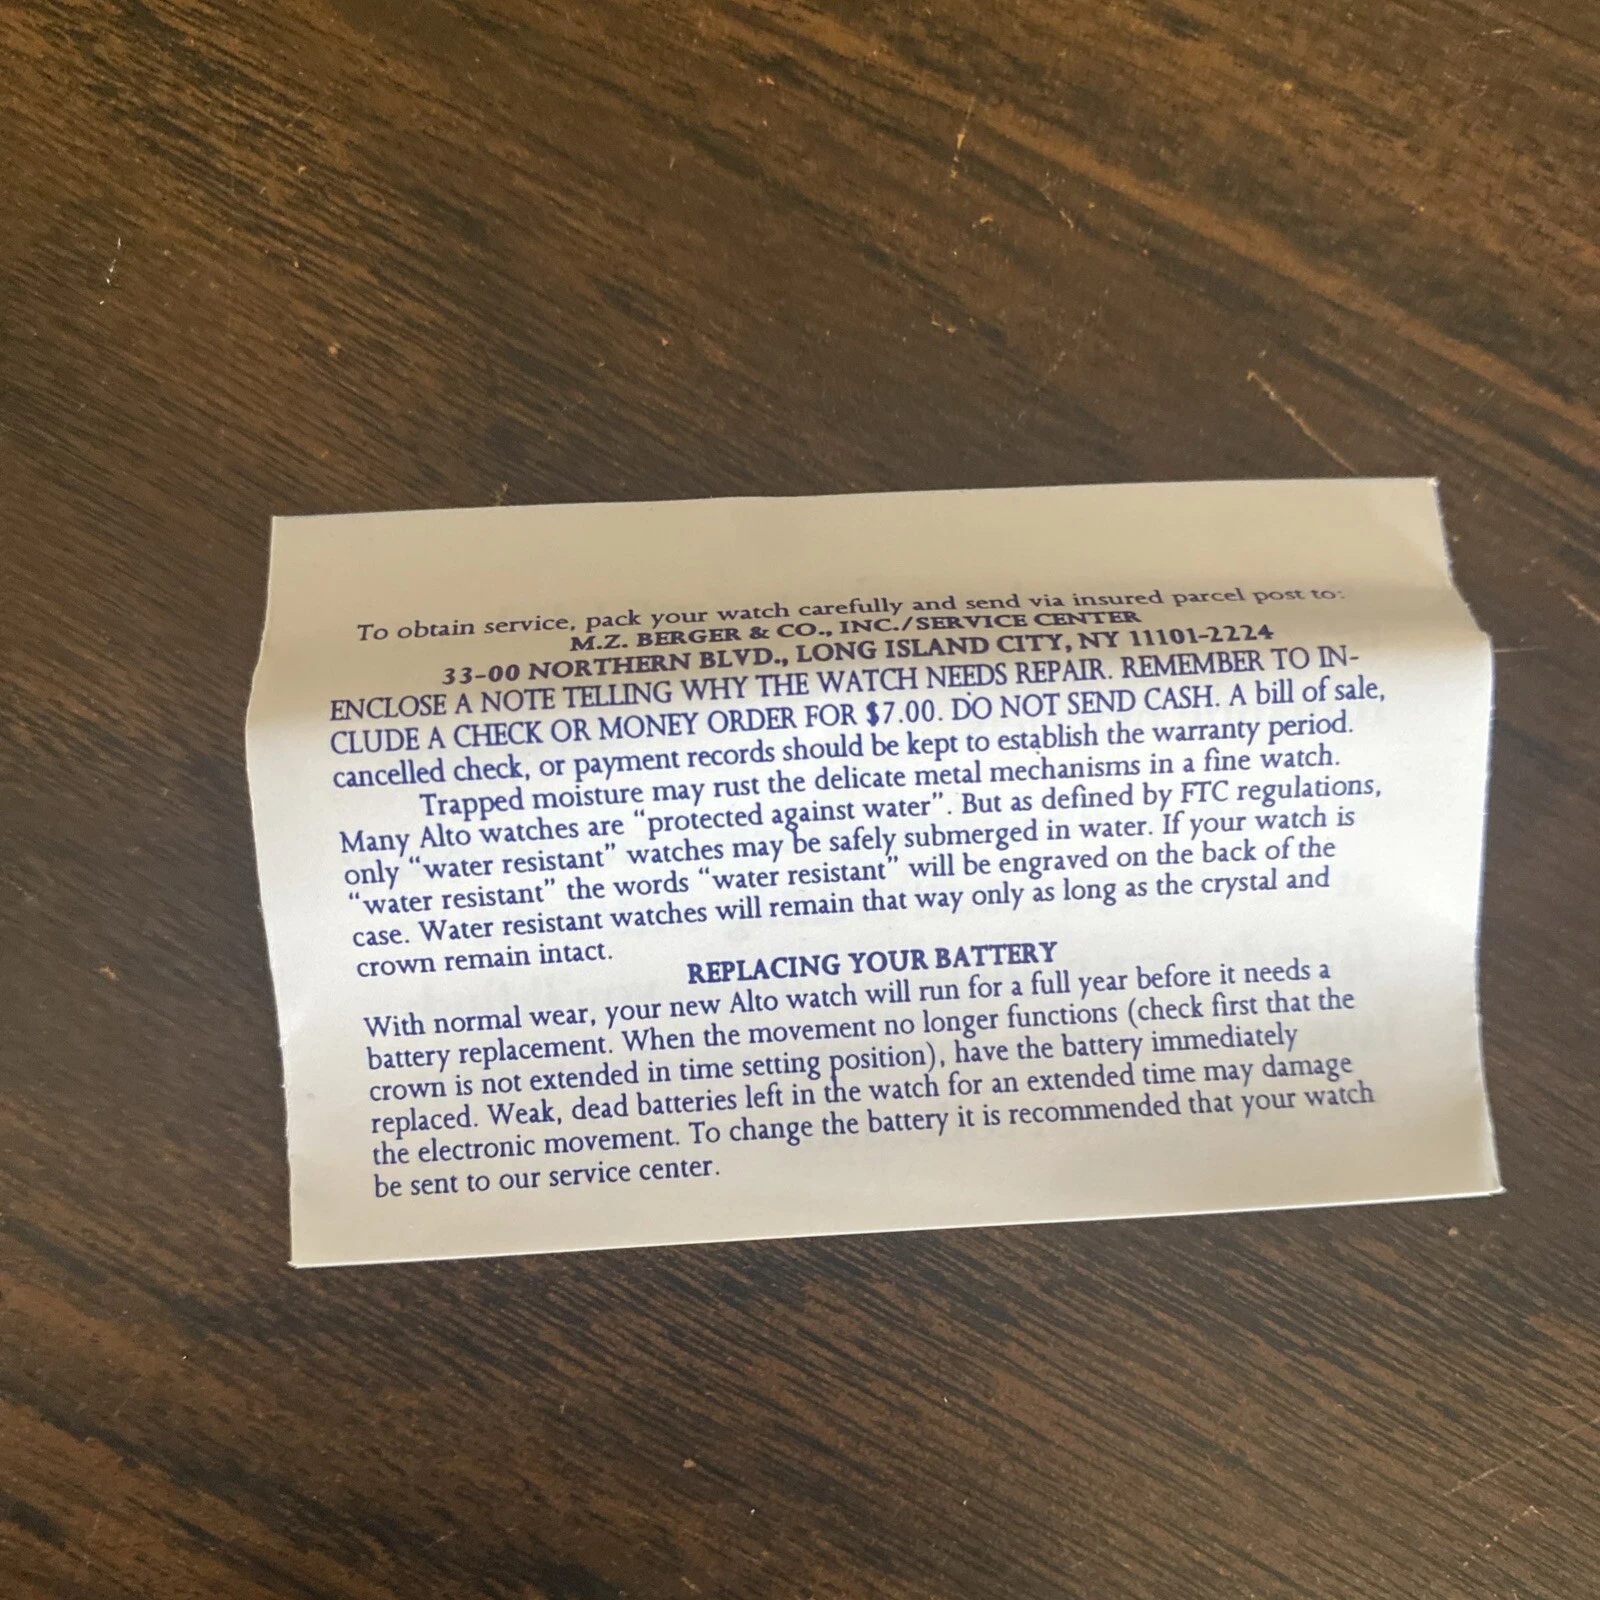 To obtain service, pack your watch carefully and send via insured parcel post to:
M.Z. BERGER & CO., INC./SERVICE CENTER
33-00 NORTHERN BLVD., LONG ISLAND CITY, NY 11101-2224
ENCLOSE A NOTE TELLING WHY THE WATCH NEEDS REPAIR. REMEMBER TO IN-
CLUDE A CHECK OR MONEY ORDER FOR $7.00. DO NOT SEND CASH. A bill of sale,
cancelled check, or payment records should be kept to establish the warranty period.
Trapped moisture may rust the delicate metal mechanisms in a fine watch.
Many Alto watches are “protected against water”. But as defined by FTC regulations,
only “water resistant” watches may be safely submerged in water. If your watch is
“water resistant” the words “water resistant” will be engraved on the back of the
case. Water resistant watches will remain that way only as long as the crystal and
crown remain intact.
REPLACING YOUR BATTERY
With normal wear, your new Alto watch will run for a full year before it needs a
battery replacement. When the movement no longer functions (check first that the
crown is not extended in time setting position), have the battery immediately
replaced. Weak, dead batteries left in the watch for an extended time may damage
the electronic movement. To change the battery it is recommended that your watch
be sent to our service center.